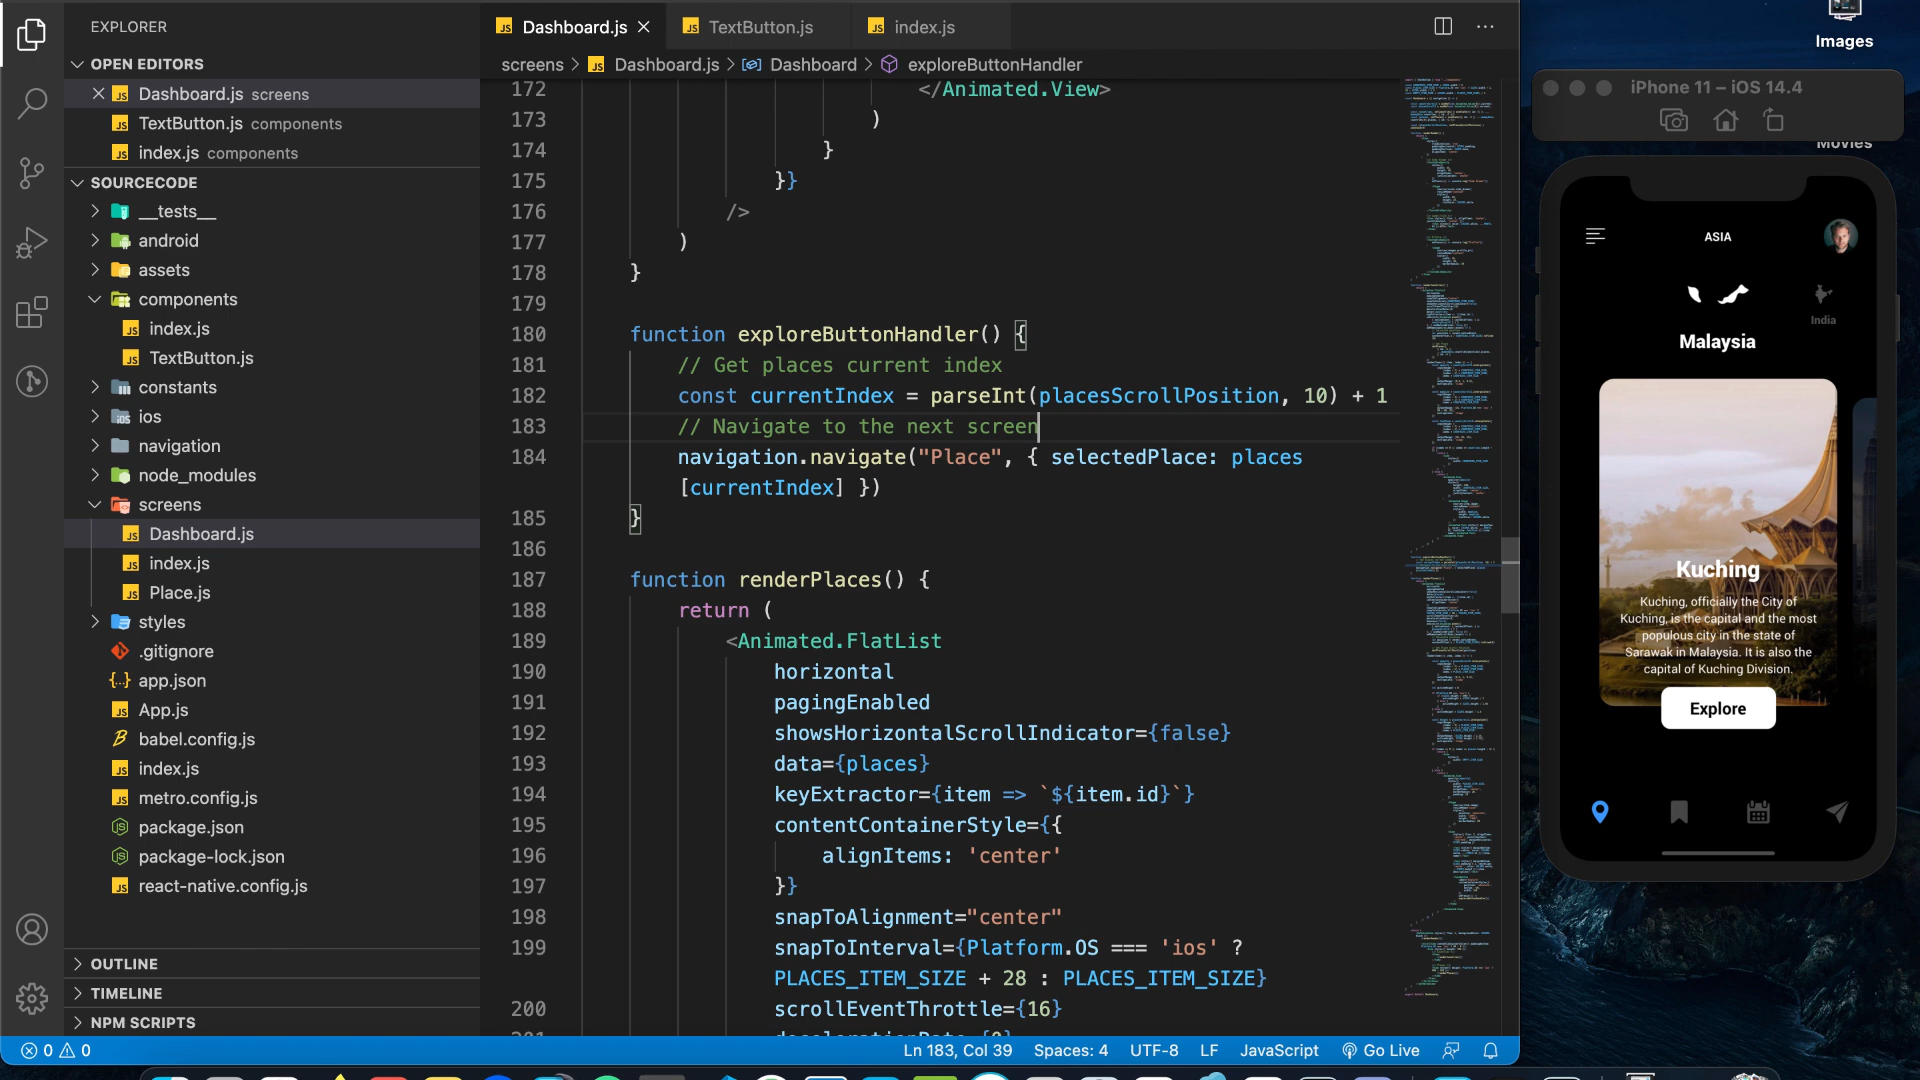 EXPLORER
OPEN EDITORS
Dashboard.js screens
TextButton.js components
index.js components
SOURCECODE
__tests__
android
assets
components
index.js
TextButton.js
constants
ios
navigation
node_modules
screens
Dashboard.js
index.js
Place.js
styles
.gitignore
app.json
App.js
babel.config.js
index.js
metro.config.js
package.json
package-lock.json
react-native.config.js
OUTLINE
TIMELINE
NPM SCRIPTS
Dashboard.js
TextButton.js
index.js
screens > Dashboard.js > Dashboard > exploreButtonHandler
172 </Animated.View>
173 )
174 }
175 }}
176 />
177 )
178 }
179
180 function exploreButtonHandler() {
181 // Get places current index
182 const currentIndex = parseInt(placesScrollPosition, 10) + 1
183 // Navigate to the next screen
184 navigation.navigate("Place", { selectedPlace: places
[currentIndex] })
185 }
186
187 function renderPlaces() {
188 return (
189 <Animated.FlatList
190 horizontal
191 pagingEnabled
192 showsHorizontalScrollIndicator={false}
193 data={places}
194 keyExtractor={item => `${item.id}`}
195 contentContainerStyle={{
196 alignItems: 'center'
197 }}
198 snapToAlignment="center"
199 snapToInterval={Platform.OS === 'ios' ?
PLACES_ITEM_SIZE + 28 : PLACES_ITEM_SIZE}
200 scrollEventThrottle={16}
0 0
Ln 183, Col 39
Spaces: 4
UTF-8
LF
JavaScript
Go Live
Images
iPhone 11 – iOS 14.4
Movies
ASIA
India
Malaysia
Kuching
Kuching, officially the City of
Kuching, is the capital and the most
populous city in the state of
Sarawak in Malaysia. It is also the
capital of Kuching Division.
Explore